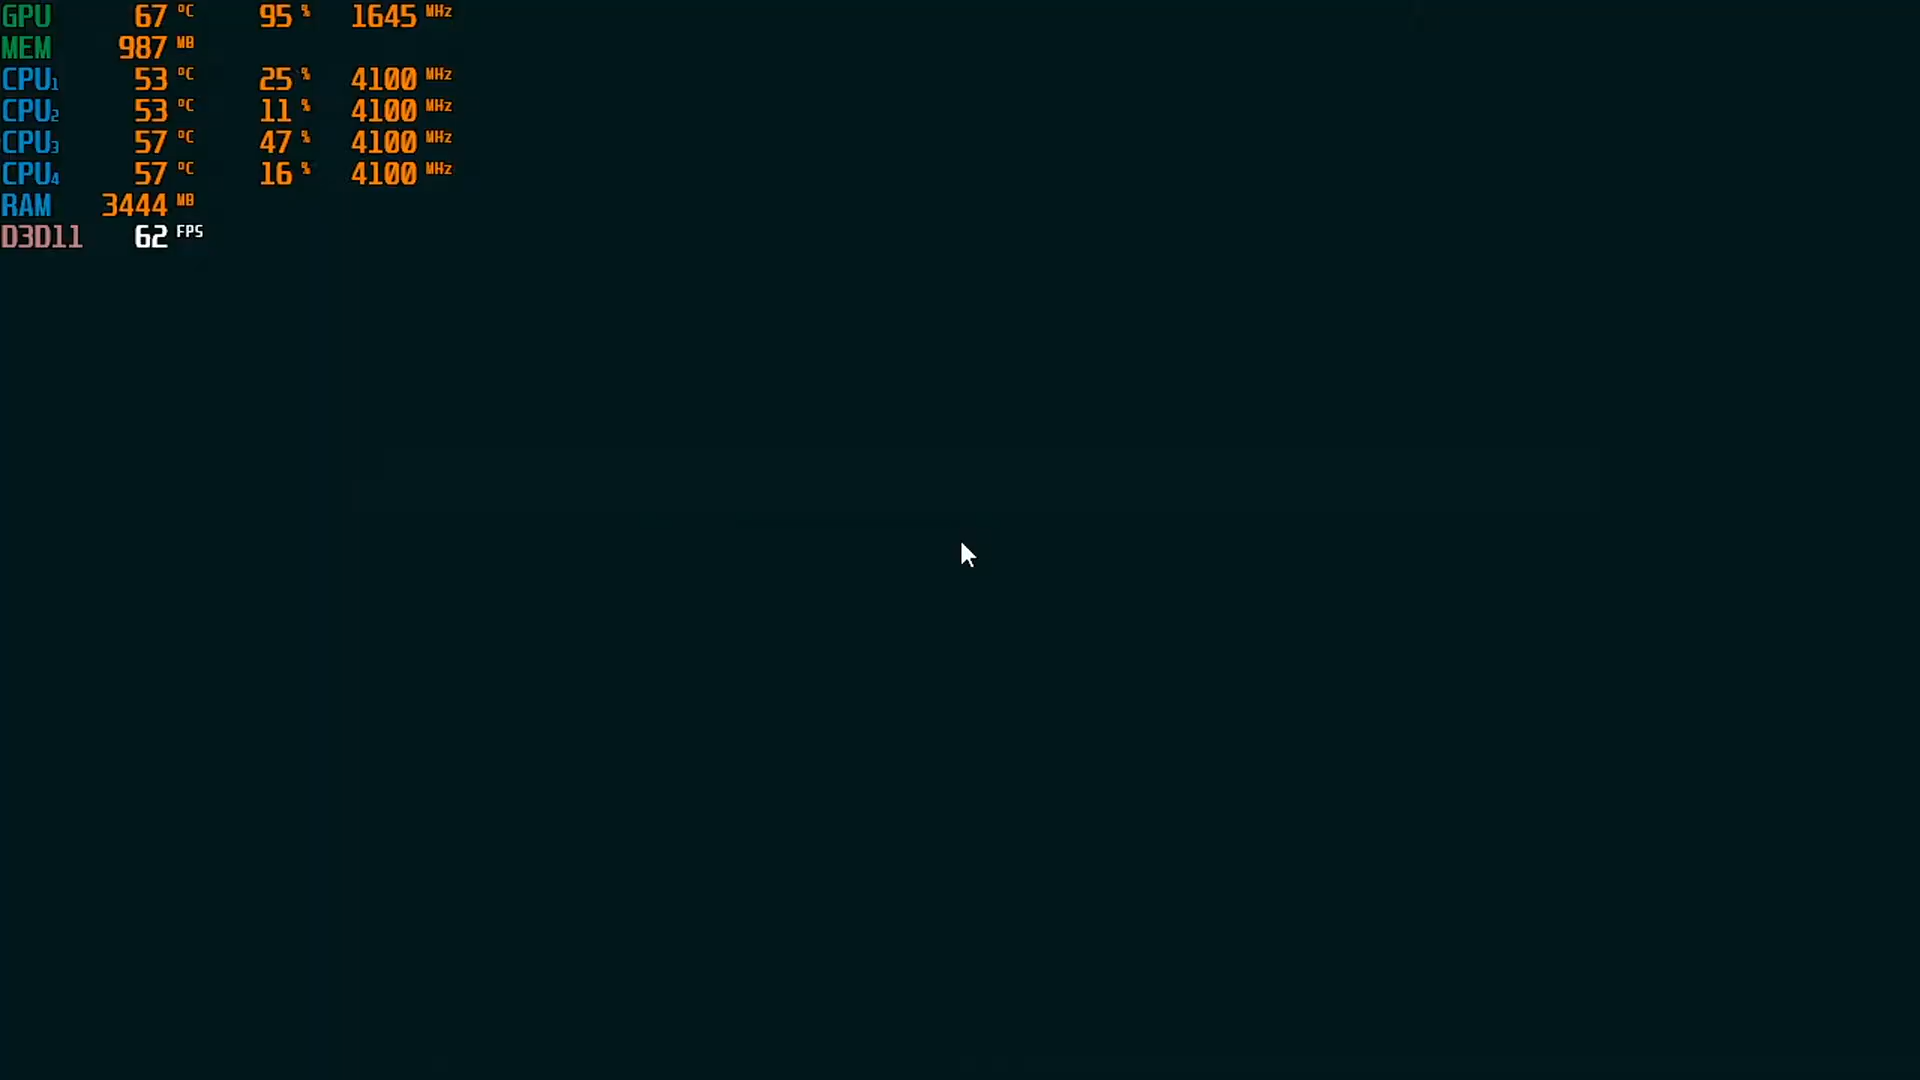 GPU 67 °C 95 % 1645 MHz
MEM 987 MB
CPU1 53 °C 25 % 4100 MHz
CPU2 53 °C 11 % 4100 MHz
CPU3 57 °C 47 % 4100 MHz
CPU4 57 °C 16 % 4100 MHz
RAM 3444 MB
D3D11 62 FPS